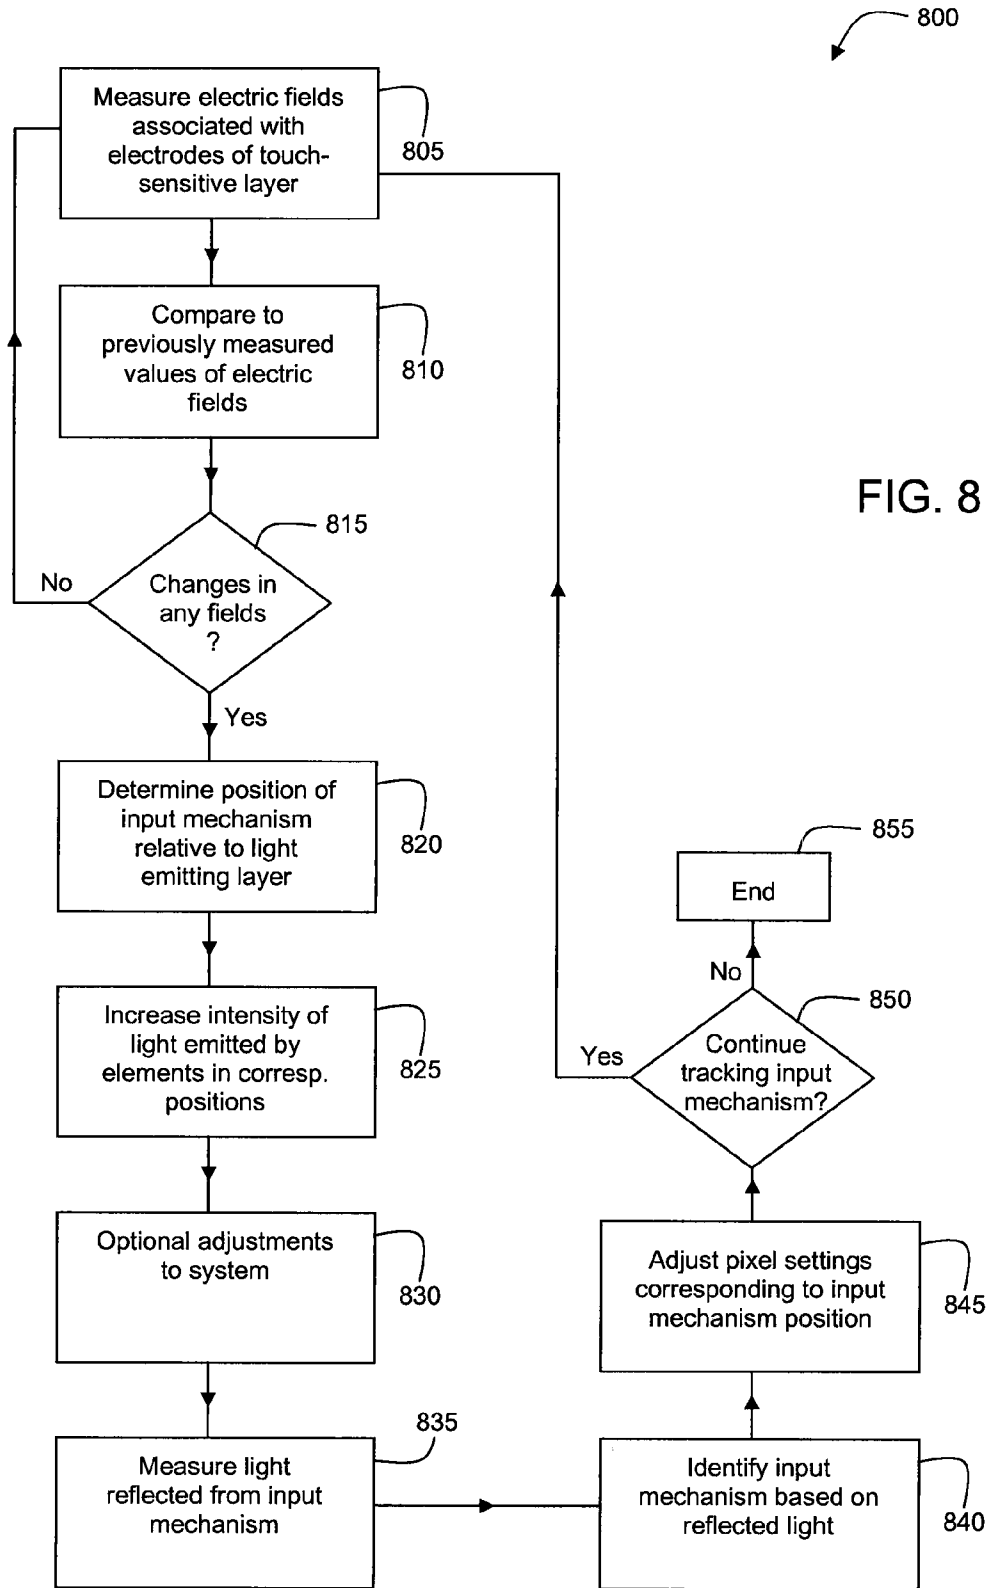 800
Measure electric fields
associated with
electrodes of touch-
sensitive layer
805
Compare to
previously measured
values of electric
fields
810
FIG. 8
815
Changes in
any fields
?
No
Yes
Determine position of
input mechanism
relative to light
emitting layer
820
Increase intensity of
light emitted by
elements in corresp.
positions
825
Optional adjustments
to system
830
Measure light
reflected from input
mechanism
835
Identify input
mechanism based on
reflected light
840
Adjust pixel settings
corresponding to input
mechanism position
845
Continue
tracking input
mechanism?
850
Yes
No
End
855